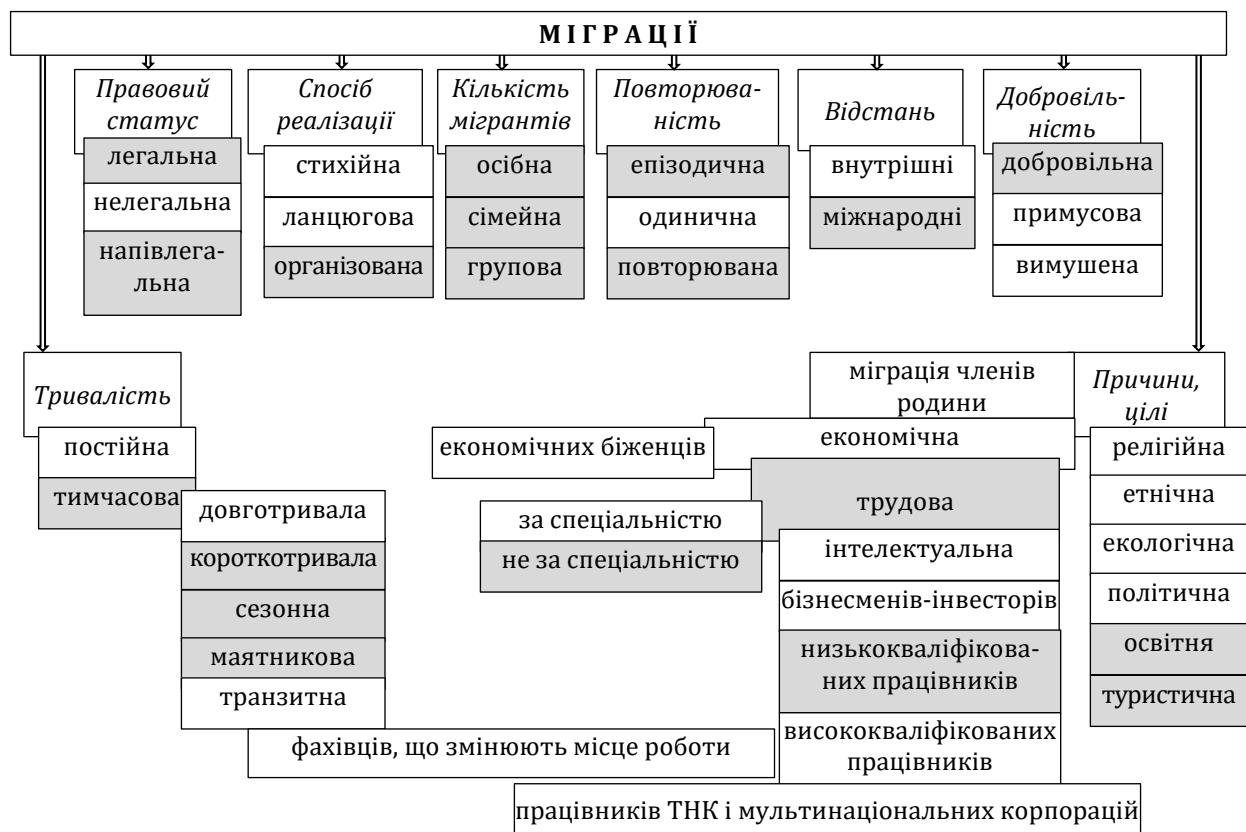 МІГРАЦІЇ
Правовий
статус
легальна
нелегальна
напівлега-
льна
Спосіб
реалізації
стихійна
ланцюгова
організована
Кількість
мігрантів
осібна
сімейна
групова
Повторюва-
ність
епізодична
одинична
повторювана
Відстань
внутрішні
міжнародні
Добровіль-
ність
добровільна
примусова
вимушена
Тривалість
постійна
тимчасова
довготривала
короткотривала
сезонна
маятникова
транзитна
Причини,
цілі
релігійна
етнічна
екологічна
політична
освітня
туристична
міграція членів
родини
економічна
економічних біженців
трудова
за спеціальністю
не за спеціальністю
інтелектуальна
бізнесменів-інвесторів
низькокваліфікова-
них працівників
висококваліфікованих
працівників
фахівців, що змінюють місце роботи
працівників ТНК і мультинаціональних корпорацій